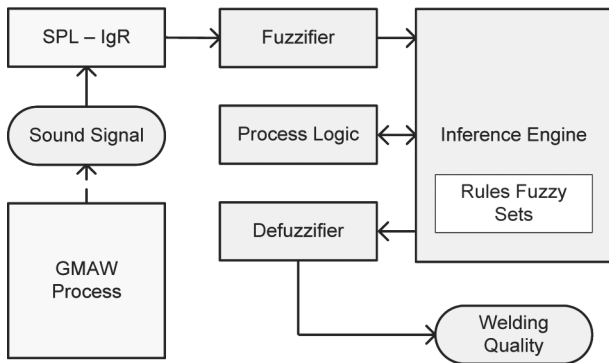 SPL – IgR
Fuzzifier
Sound Signal
Process Logic
Inference Engine
Rules Fuzzy
Sets
GMAW
Process
Defuzzifier
Welding
Quality